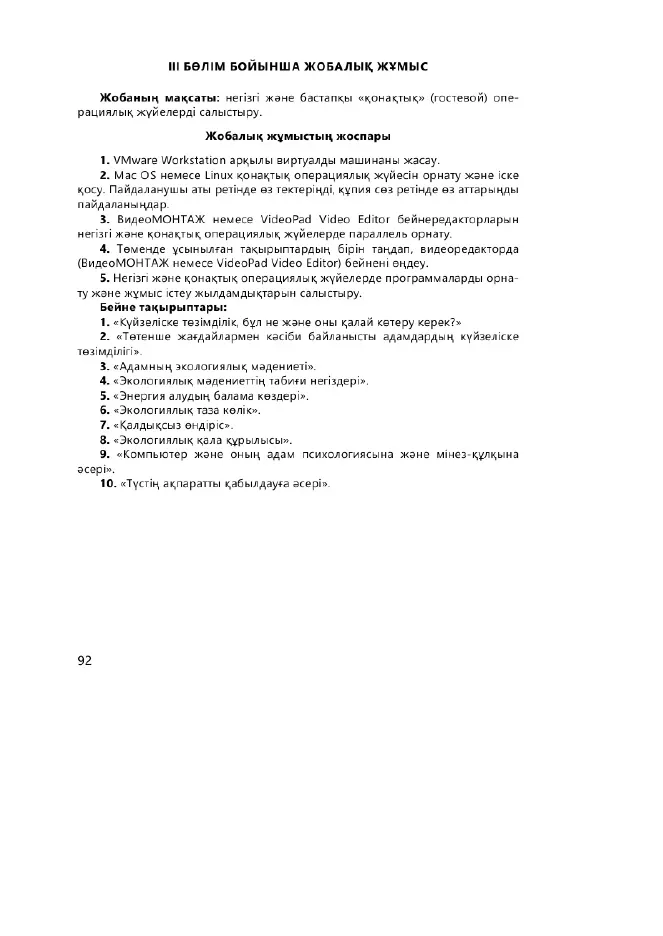 III БӨЛІМ БОЙЫНША ЖОБАЛЫҚ ЖҰМЫС
Жобаның мақсаты: негізгі және бастапқы «қонақтық» (гостевой) опе-
рациялық жүйелерді салыстыру.
Жобалық жұмыстың жоспары
1. VMware Workstation арқылы виртуалды машинаны жасау.
2. Mac OS немесе Linux қонақтық операциялық жүйесін орнату және іске
қосу. Пайдаланушы аты ретінде өз тектеріңді, құпия сөз ретінде өз аттарыңды
пайдаланыңдар.
3. ВидеоМОНТАЖ немесе VideoPad Video Editor бейнередакторларын
негізгі және қонақтық операциялық жүйелерде параллель орнату.
4. Төменде ұсынылған тақырыптардың бірін таңдап, видеоредакторда
(ВидеоМОНТАЖ немесе VideoPad Video Editor) бейнені өңдеу.
5. Негізгі және қонақтық операциялық жүйелерде программаларды орна-
ту және жұмыс істеу жылдамдықтарын салыстыру.
Бейне тақырыптары:
1. «Күйзеліске төзімділік, бұл не және оны қалай көтеру керек?»
2. «Төтенше жағдайлармен кәсіби байланысты адамдардың күйзеліске
төзімділігі».
3. «Адамның экологиялық мәдениеті».
4. «Экологиялық мәдениеттің табиғи негіздері».
5. «Энергия алудың балама көздері».
6. «Экологиялық таза көлік».
7. «Қалдықсыз өндіріс».
8. «Экологиялық қала құрылысы».
9. «Компьютер және оның адам психологиясына және мінез-құлқына
әсері».
10. «Түстің ақпаратты қабылдауға әсері».
92